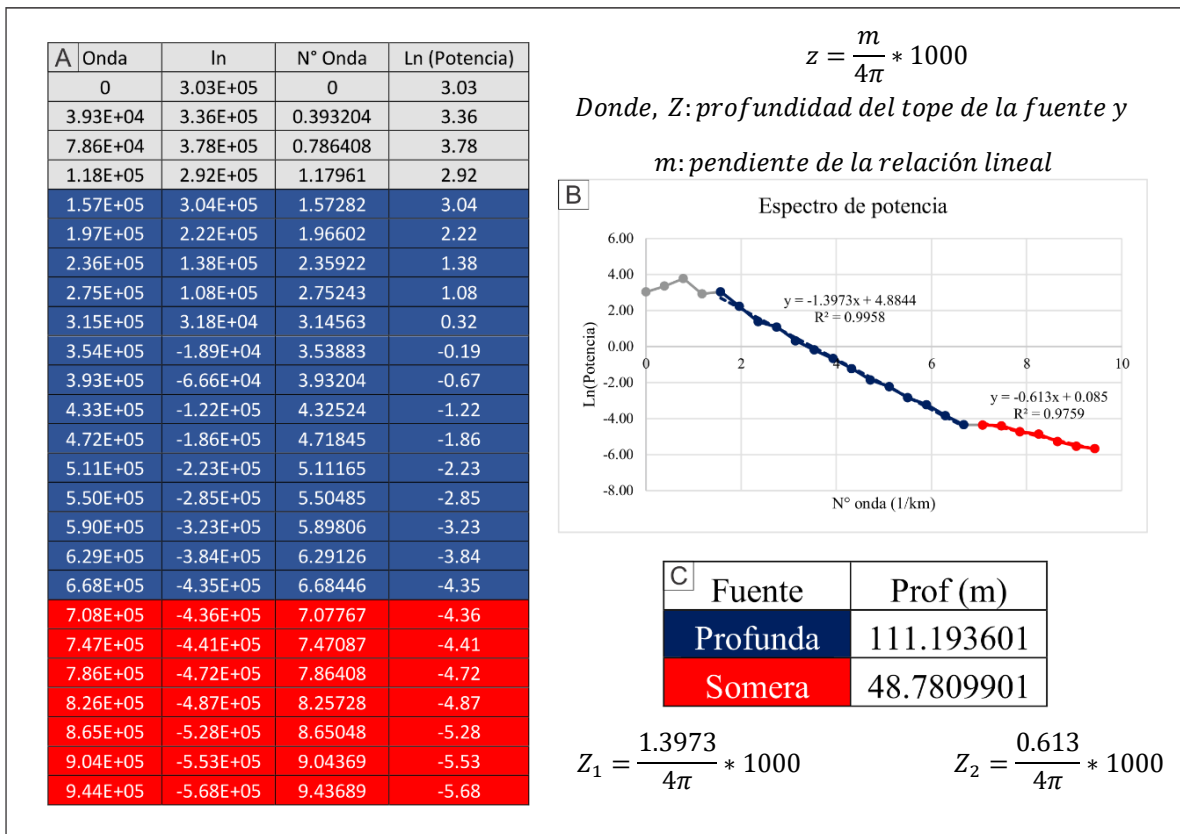 A Onda ln N° Onda Ln (Potencia)
0 3.03E+05 0 3.03
3.93E+04 3.36E+05 0.393204 3.36
7.86E+04 3.78E+05 0.786408 3.78
1.18E+05 2.92E+05 1.17961 2.92
1.57E+05 3.04E+05 1.57282 3.04
1.97E+05 2.22E+05 1.96602 2.22
2.36E+05 1.38E+05 2.35922 1.38
2.75E+05 1.08E+05 2.75243 1.08
3.15E+05 3.18E+04 3.14563 0.32
3.54E+05 -1.89E+04 3.53883 -0.19
3.93E+05 -6.66E+04 3.93204 -0.67
4.33E+05 -1.22E+05 4.32524 -1.22
4.72E+05 -1.86E+05 4.71845 -1.86
5.11E+05 -2.23E+05 5.11165 -2.23
5.50E+05 -2.85E+05 5.50485 -2.85
5.90E+05 -3.23E+05 5.89806 -3.23
6.29E+05 -3.84E+05 6.29126 -3.84
6.68E+05 -4.35E+05 6.68446 -4.35
7.08E+05 -4.36E+05 7.07767 -4.36
7.47E+05 -4.41E+05 7.47087 -4.41
7.86E+05 -4.72E+05 7.86408 -4.72
8.26E+05 -4.87E+05 8.25728 -4.87
8.65E+05 -5.28E+05 8.65048 -5.28
9.04E+05 -5.53E+05 9.04369 -5.53
9.44E+05 -5.68E+05 9.43689 -5.68
z = m/4π * 1000
Donde, Z: profundidad del tope de la fuente y
m: pendiente de la relación lineal
B
Espectro de potencia
6.00
4.00
2.00
0.00
-2.00
-4.00
-6.00
-8.00
Ln(Potencia)
y = -1.3973x + 4.8844
R² = 0.9958
0 2 4 6 8 10
y = -0.613x + 0.085
R² = 0.9759
N° onda (1/km)
C Fuente Prof (m)
Profunda 111.193601
Somera 48.7809901
Z₁ = 1.3973/4π * 1000
Z₂ = 0.613/4π * 1000